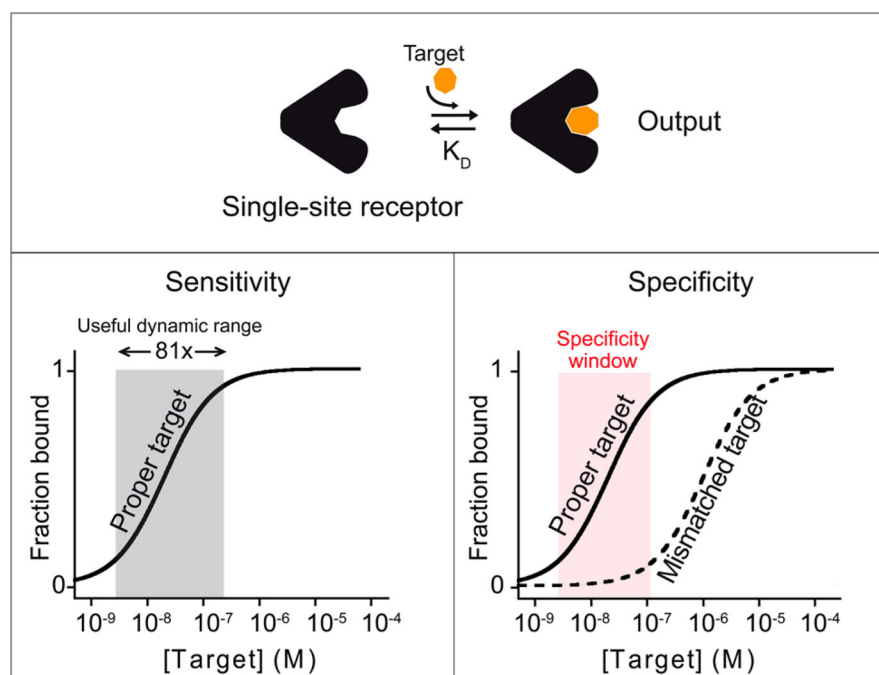 Target
K_D
Output
Single-site receptor
Sensitivity
Useful dynamic range
81x
1
Proper target
0
Fraction bound
10⁻⁹ 10⁻⁸ 10⁻⁷ 10⁻⁶ 10⁻⁵ 10⁻⁴
[Target] (M)
Specificity
Specificity
window
1
Proper target
Mismatched target
0
Fraction bound
10⁻⁹ 10⁻⁸ 10⁻⁷ 10⁻⁶ 10⁻⁵ 10⁻⁴
[Target] (M)